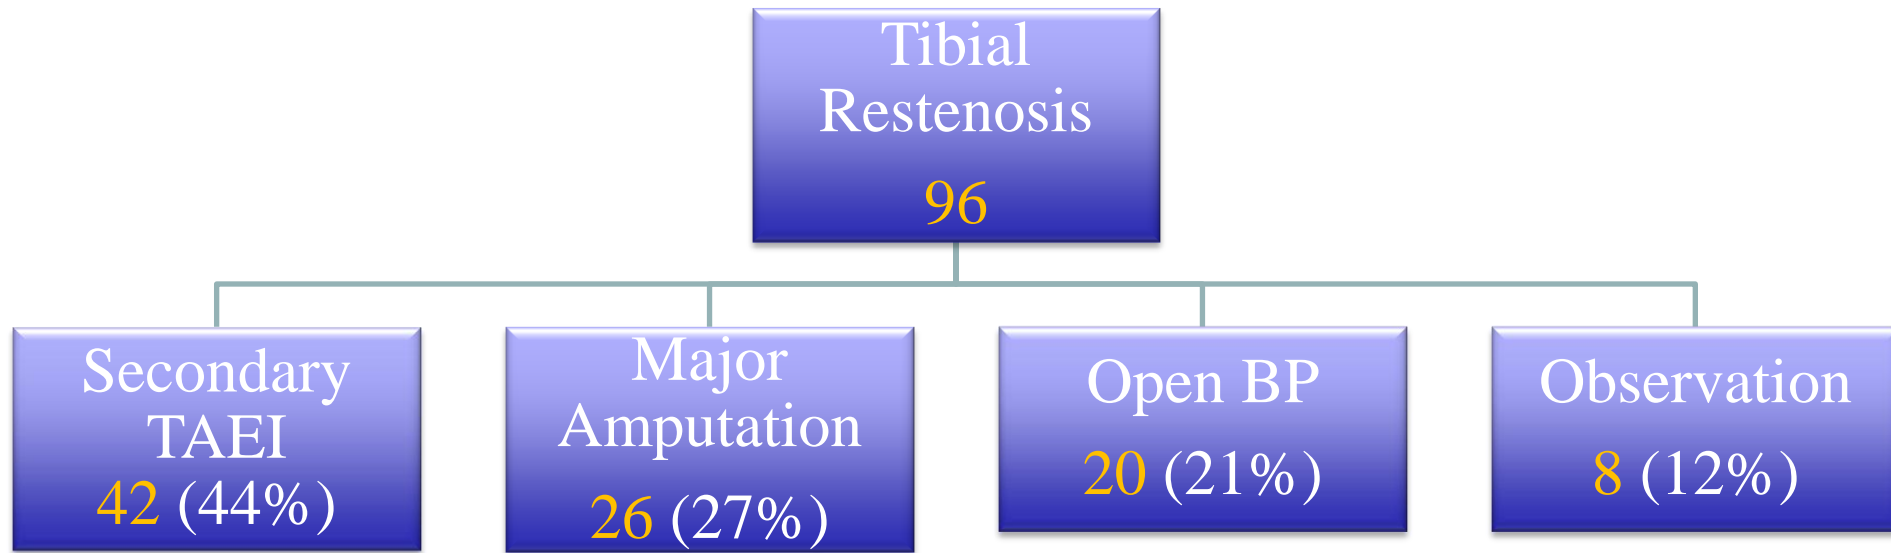 Tibial
Restenosis
96
Secondary
TAEI
42 (44%)
Major
Amputation
26 (27%)
Open BP
20 (21%)
Observation
8 (12%)